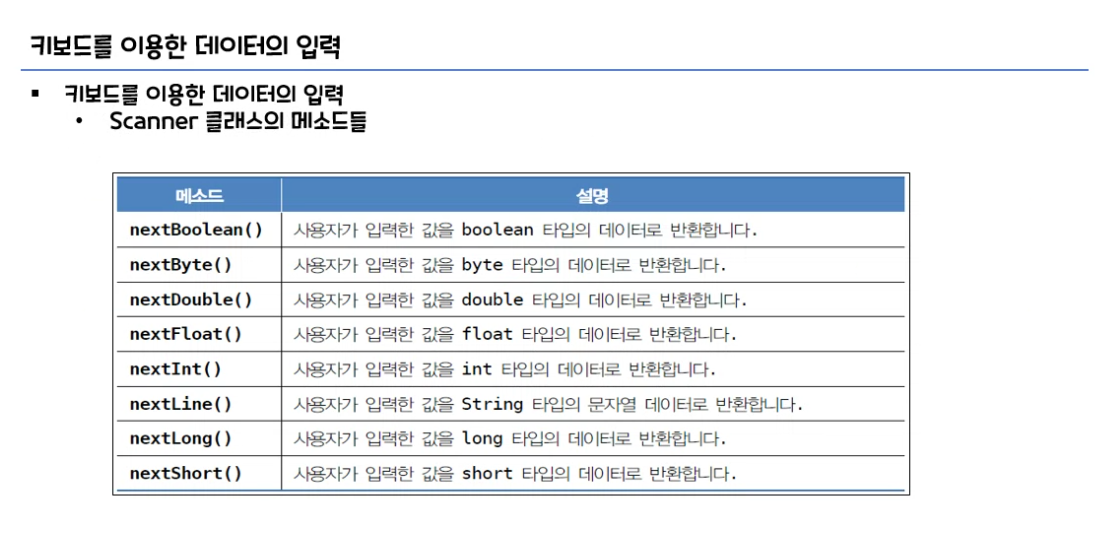 키보드를 이용한 데이터의 입력
▪ 키보드를 이용한 데이터의 입력
• Scanner 클래스의 메소드들
메소드 설명
nextBoolean() 사용자가 입력한 값을 boolean 타입의 데이터로 반환합니다.
nextByte() 사용자가 입력한 값을 byte 타입의 데이터로 반환합니다.
nextDouble() 사용자가 입력한 값을 double 타입의 데이터로 반환합니다.
nextFloat() 사용자가 입력한 값을 float 타입의 데이터로 반환합니다.
nextInt() 사용자가 입력한 값을 int 타입의 데이터로 반환합니다.
nextLine() 사용자가 입력한 값을 String 타입의 문자열 데이터로 반환합니다.
nextLong() 사용자가 입력한 값을 long 타입의 데이터로 반환합니다.
nextShort() 사용자가 입력한 값을 short 타입의 데이터로 반환합니다.